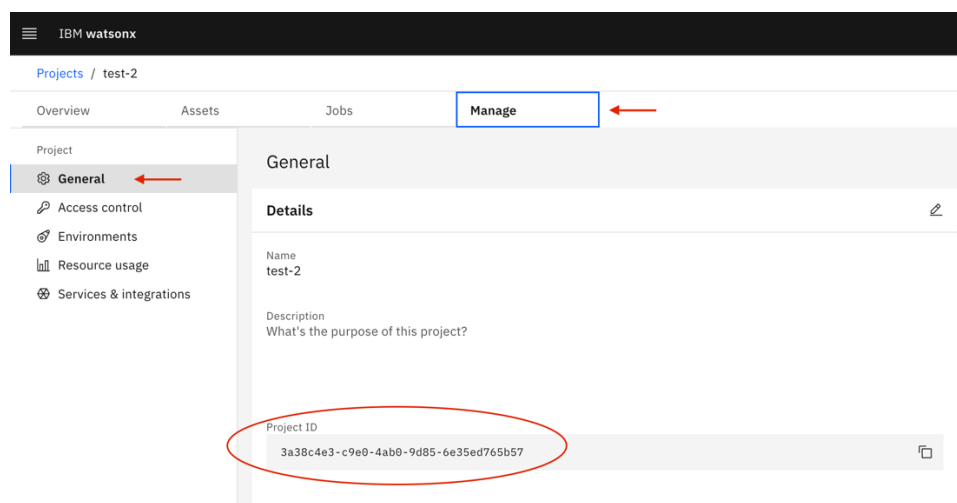 IBM watsonx
Projects / test-2
Overview Assets Jobs Manage
Project
General
Access control
Environments
Resource usage
Services & integrations
General
Details
Name
test-2
Description
What's the purpose of this project?
Project ID
3a38c4e3-c9e0-4ab0-9d85-6e35ed765b57